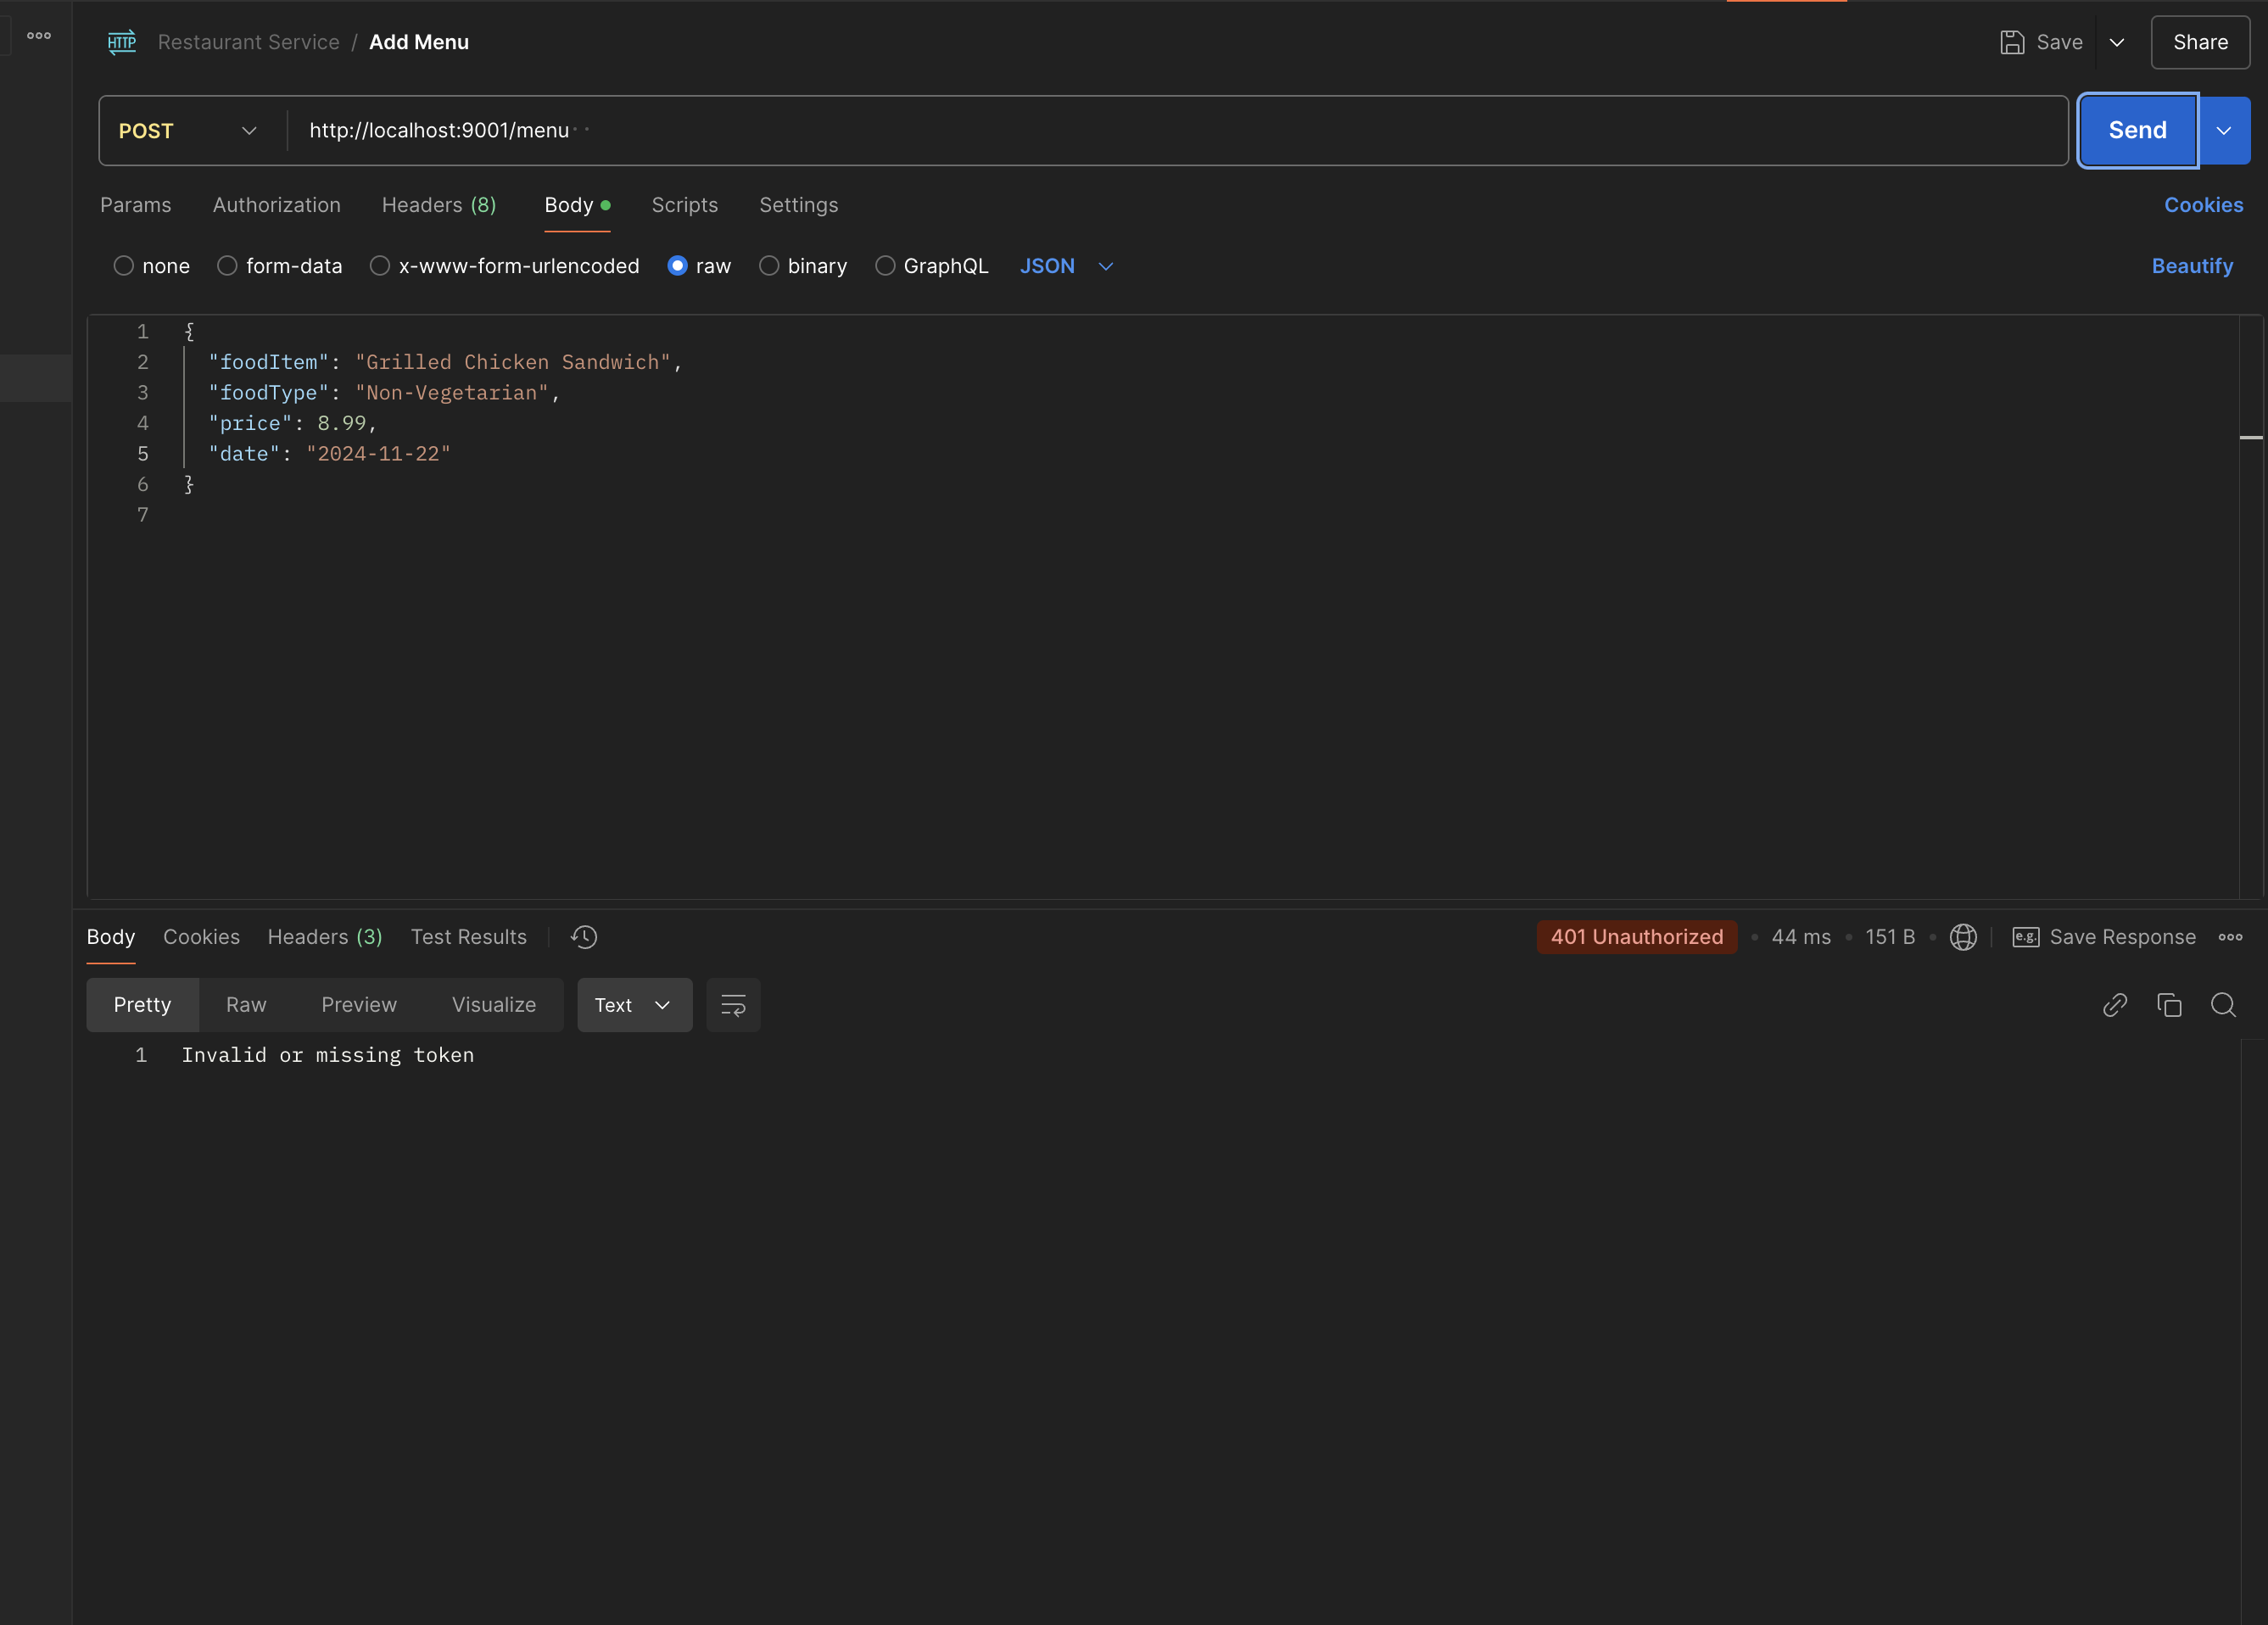 HTTP Restaurant Service / Add Menu Save Share
POST http://localhost:9001/menu Send
Params Authorization Headers (8) Body Scripts Settings Cookies
none form-data x-www-form-urlencoded raw binary GraphQL JSON Beautify
1 {
2 "foodItem": "Grilled Chicken Sandwich",
3 "foodType": "Non-Vegetarian",
4 "price": 8.99,
5 "date": "2024-11-22"
6 }
7
Body Cookies Headers (3) Test Results 401 Unauthorized • 44 ms • 151 B • e.g. Save Response
Pretty Raw Preview Visualize Text
1 Invalid or missing token